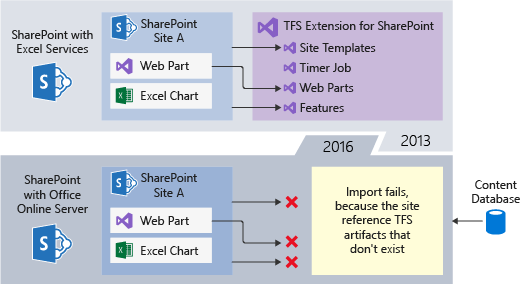 SharePoint with
Excel Services
SharePoint
Site A
Web Part
Excel Chart
TFS Extension for SharePoint
Site Templates
Timer Job
Web Parts
Features
2016
2013
SharePoint
with Office
Online Server
SharePoint
Site A
Web Part
Excel Chart
Import fails,
because the site
reference TFS
artifacts that
don't exist
Content
Database